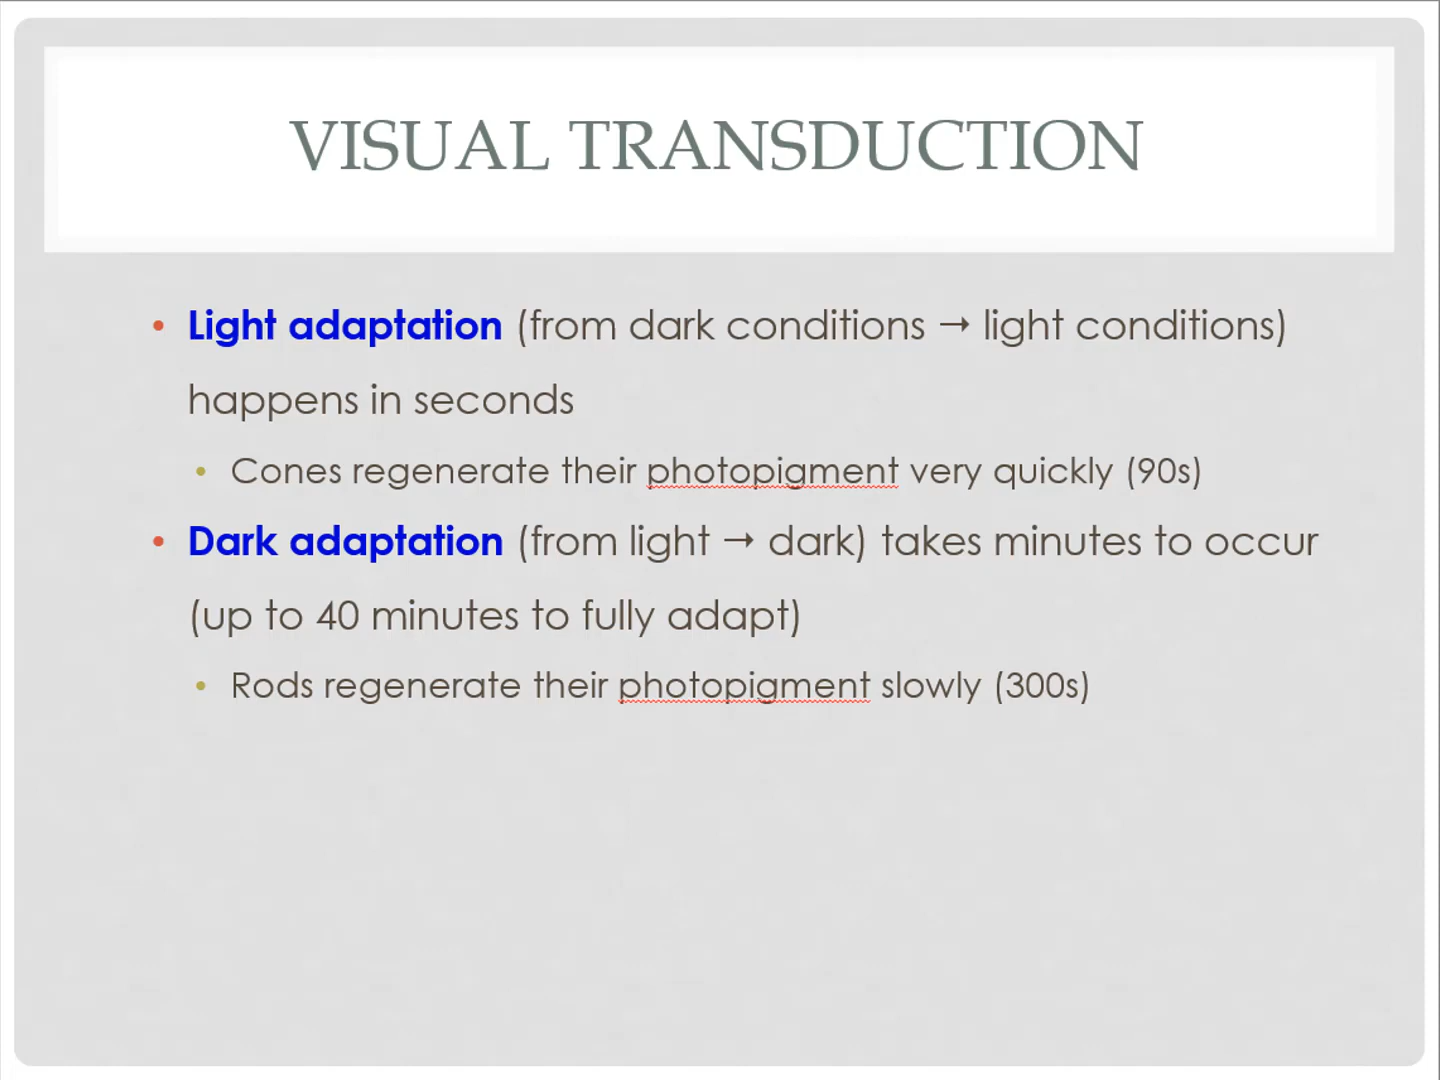 VISUAL TRANSDUCTION
• Light adaptation (from dark conditions → light conditions)
happens in seconds
• Cones regenerate their photopigment very quickly (90s)
• Dark adaptation (from light → dark) takes minutes to occur
(up to 40 minutes to fully adapt)
• Rods regenerate their photopigment slowly (300s)